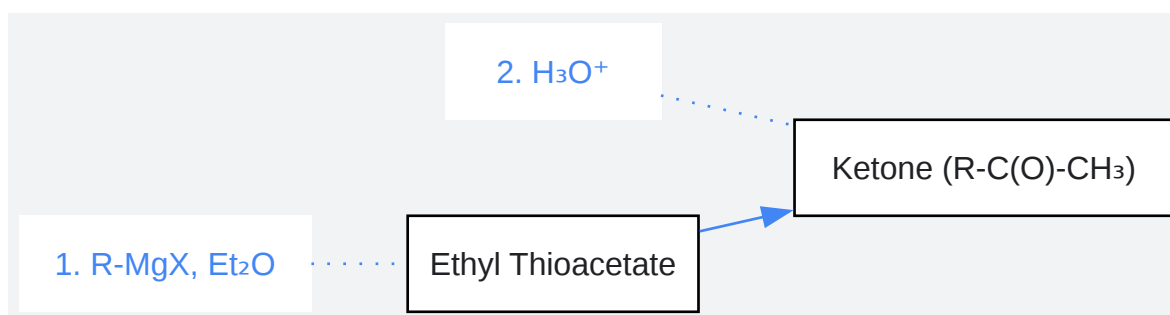 2. H₃O⁺
Ketone (R-C(O)-CH₃)
1. R-MgX, Et₂O
Ethyl Thioacetate